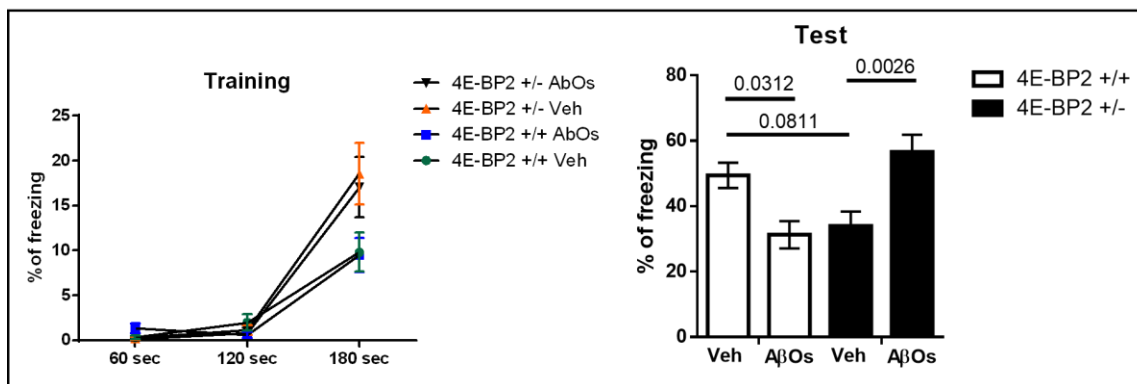 Training
4E-BP2 +/- AbOs
4E-BP2 +/- Veh
4E-BP2 +/+ AbOs
4E-BP2 +/+ Veh
% of freezing
25
20
15
10
5
0
60 sec
120 sec
180 sec
Test
0.0026
0.0312
0.0811
4E-BP2 +/+
4E-BP2 +/-
% of freezing
80
60
40
20
0
Veh
AβOs
Veh
AβOs